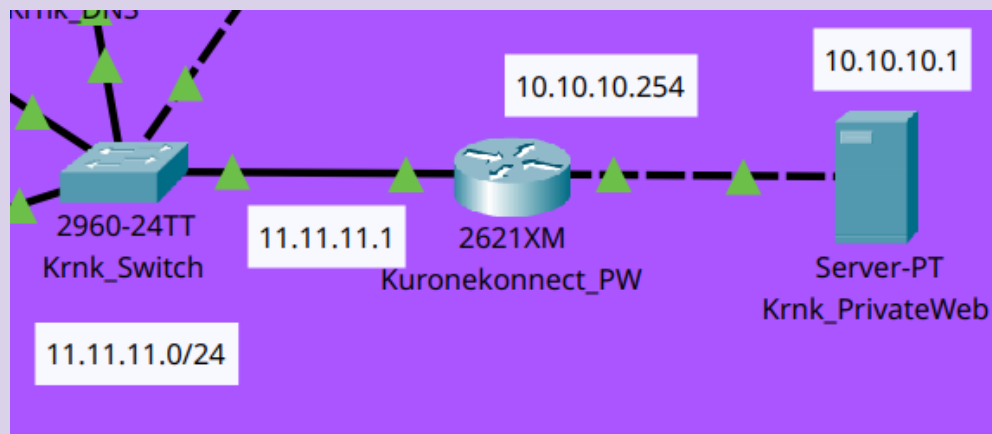 Krnk_DNS
10.10.10.1
10.10.10.254
2960-24TT
Krnk_Switch
11.11.11.1
2621XM
Kuronekonnect_PW
Server-PT
Krnk_PrivateWeb
11.11.11.0/24